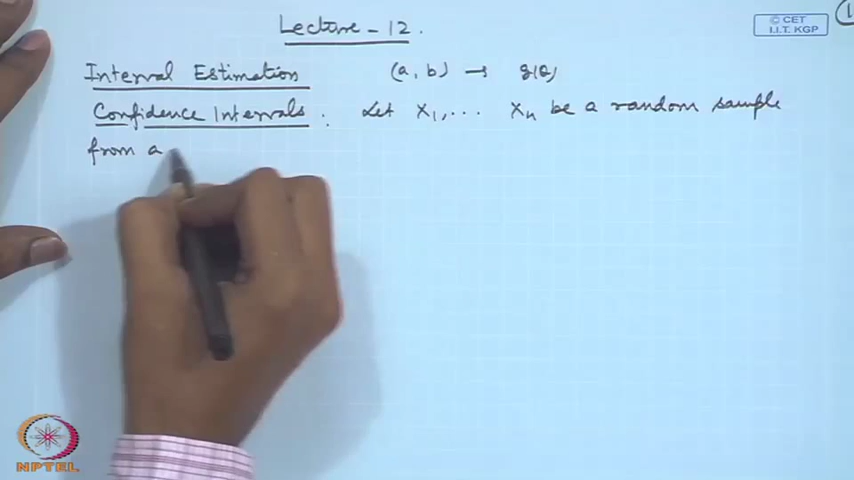 Lecture - 12.
© CET
I.I.T. KGP
Interval Estimation (a, b) → g(θ)
Confidence Intervals : Let X₁, ... Xₙ be a random sample
from a
NPTEL